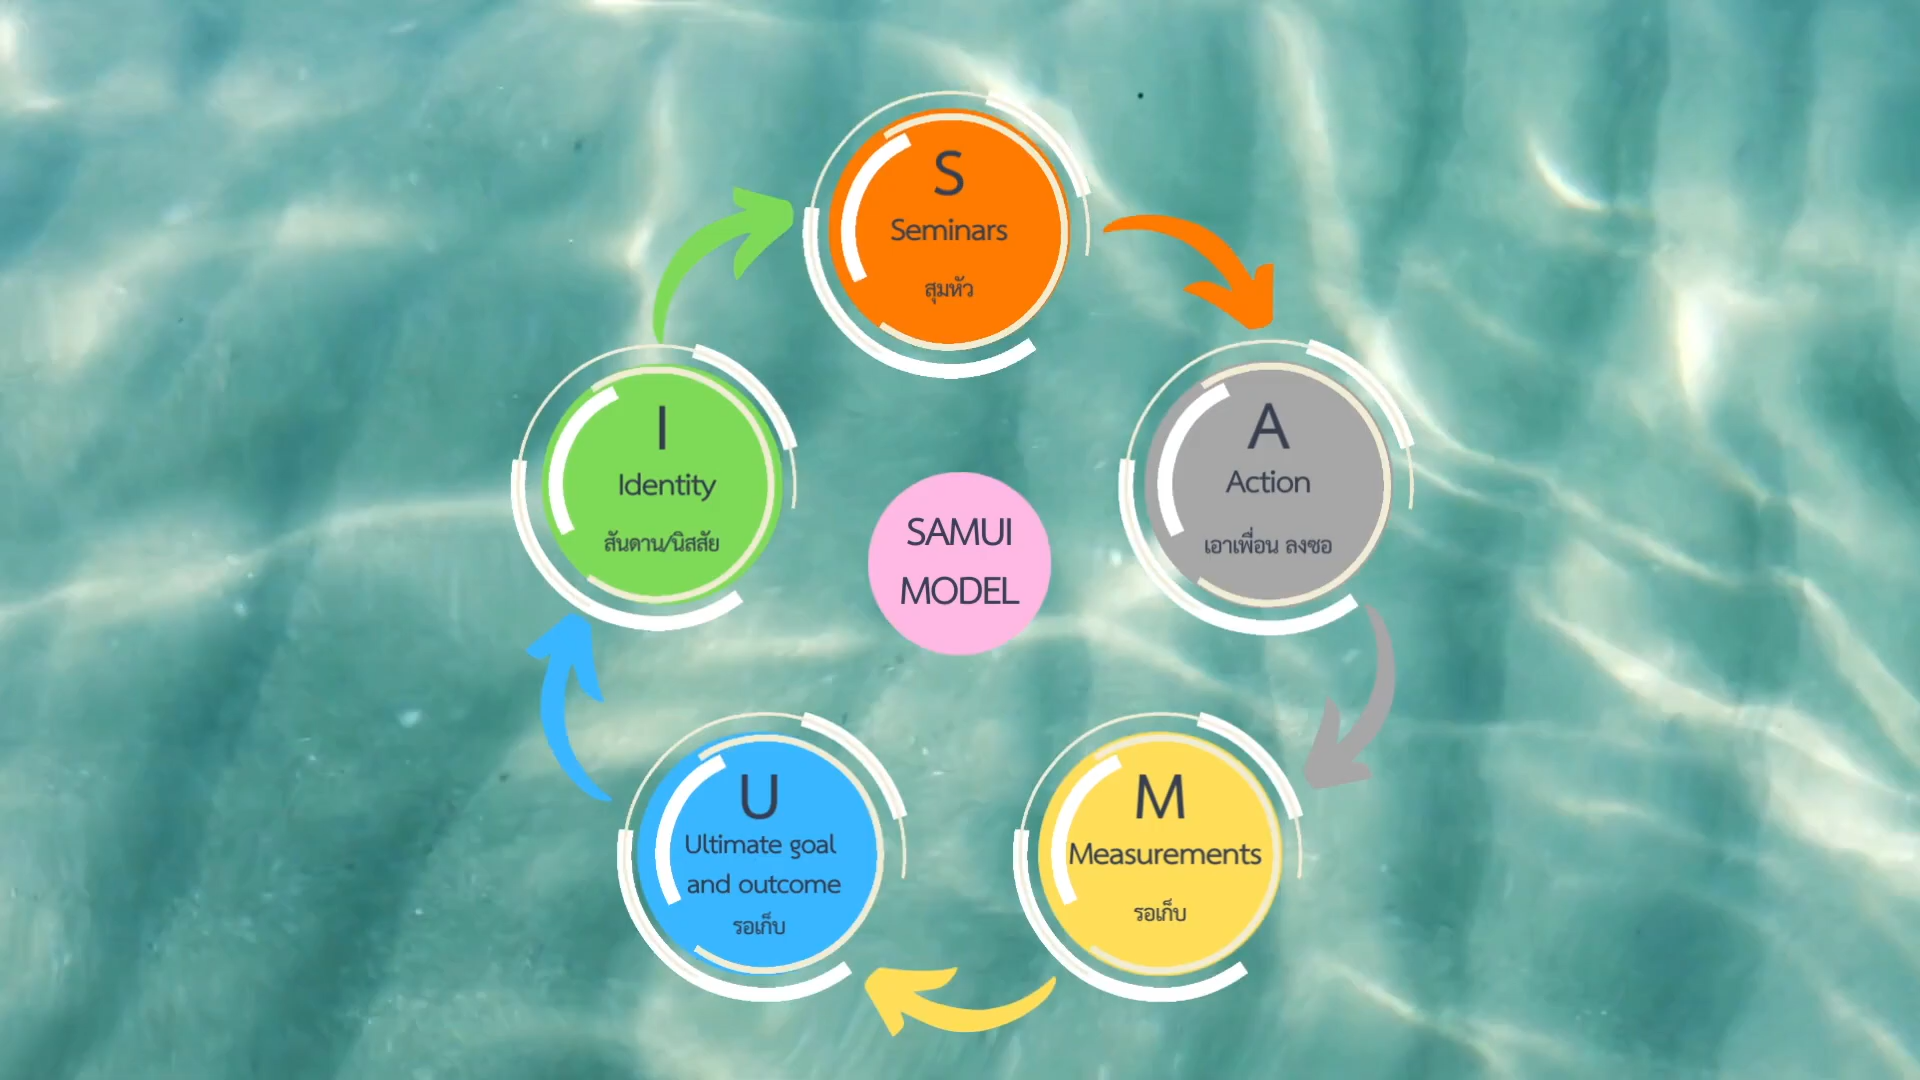 S
Seminars
สุมหัว
I
Identity
สันดาน/นิสสัย
A
Action
เอาเพื่อน ลงซอ
SAMUI
MODEL
U
Ultimate goal
and outcome
รอเก็บ
M
Measurements
รอเก็บ